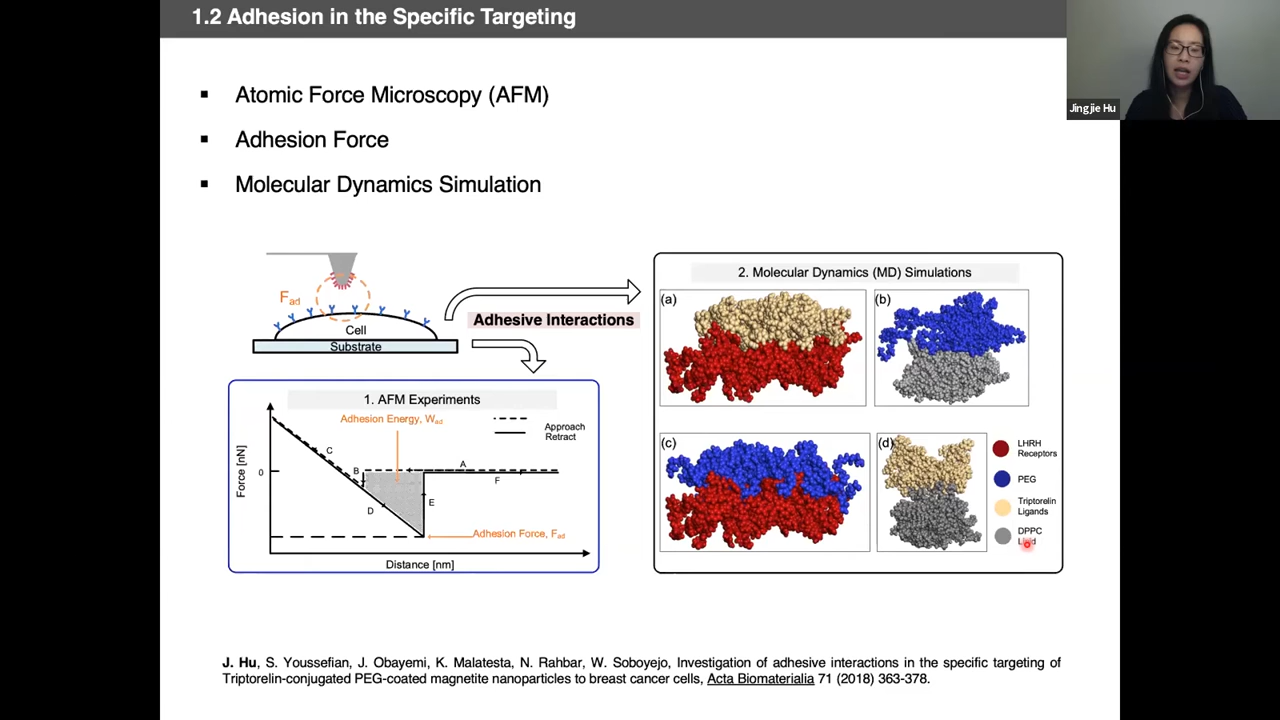 1.2 Adhesion in the Specific Targeting
Jingjie Hu
▪ Atomic Force Microscopy (AFM)
▪ Adhesion Force
▪ Molecular Dynamics Simulation
Fad
Cell
Substrate
Adhesive Interactions
1. AFM Experiments
Adhesion Energy, Wad
Approach
Retract
Force [nN]
0
A
B
C
D
E
F
Adhesion Force, Fad
Distance [nm]
2. Molecular Dynamics (MD) Simulations
(a)
(b)
(c)
(d)
LHRH
Receptors
PEG
Triptorelin
Ligands
DPPC
J. Hu, S. Youssefian, J. Obayemi, K. Malatesta, N. Rahbar, W. Soboyejo, Investigation of adhesive interactions in the specific targeting of
Triptorelin-conjugated PEG-coated magnetite nanoparticles to breast cancer cells, Acta Biomaterialia 71 (2018) 363-378.